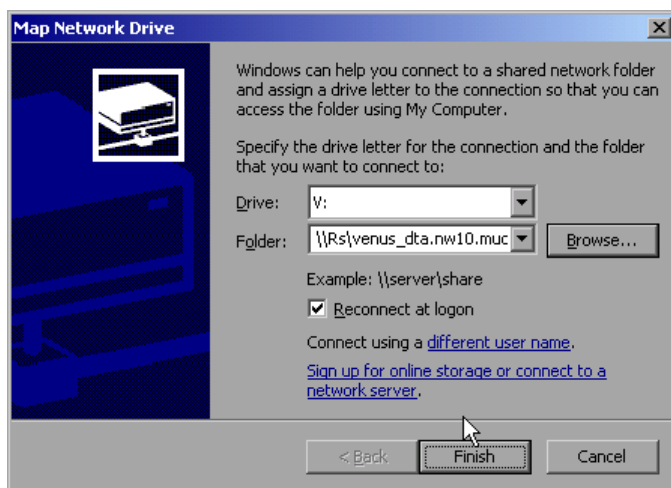 Map Network Drive
Windows can help you connect to a shared network folder
and assign a drive letter to the connection so that you can
access the folder using My Computer.
Specify the drive letter for the connection and the folder
that you want to connect to:
Drive: V:
Folder: \\Rs\venus_dta.nw10.muc Browse...
Example: \\server\share
Reconnect at logon
Connect using a different user name.
Sign up for online storage or connect to a
network server.
< Back Finish Cancel